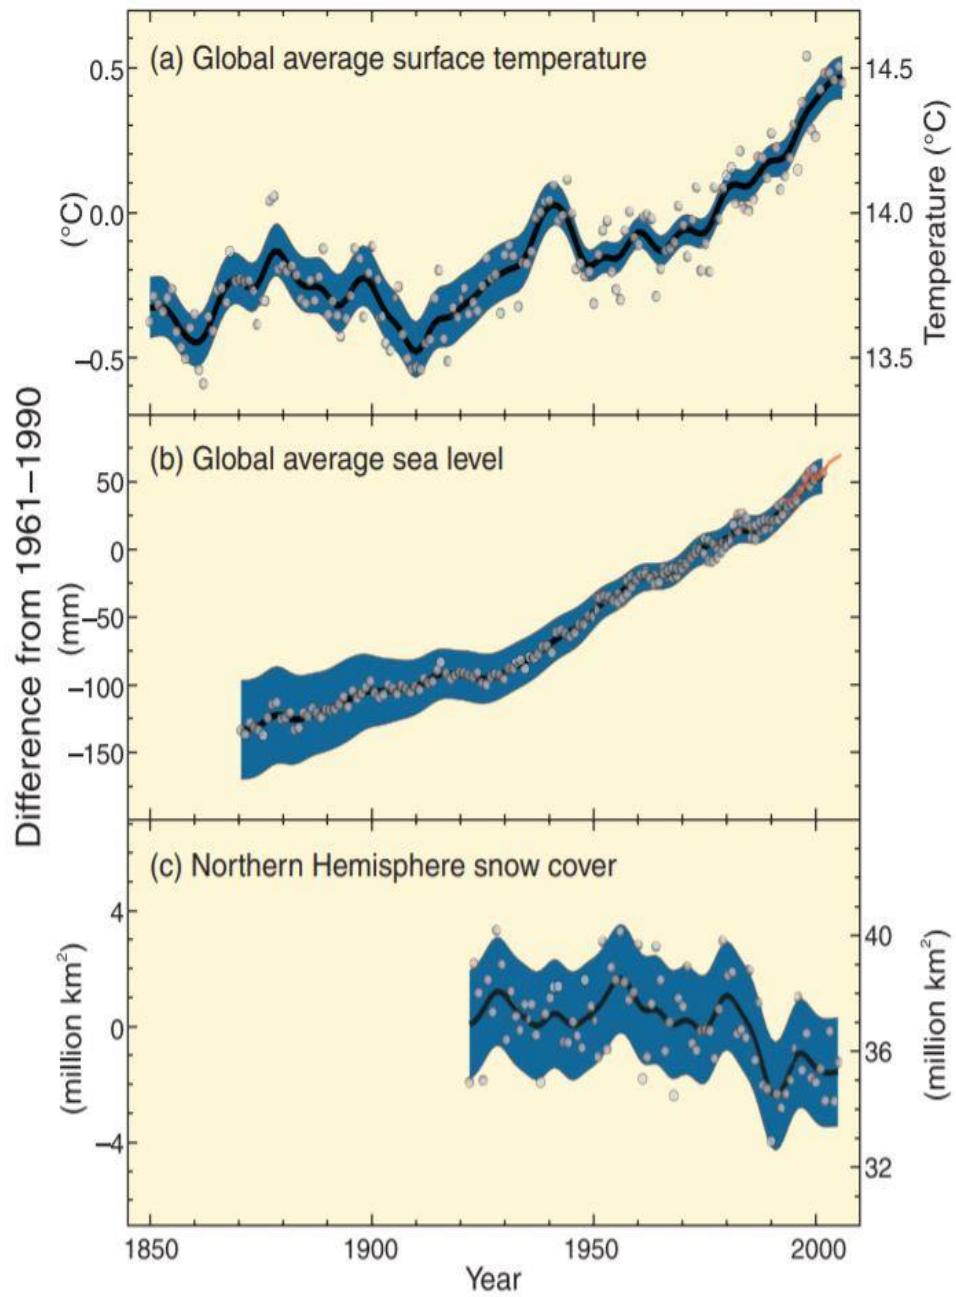 (a) Global average surface temperature
0.5
0.0
–0.5
(°C)
14.5
14.0
13.5
Temperature (°C)
Difference from 1961–1990
(b) Global average sea level
50
0
–50
–100
–150
(mm)
(c) Northern Hemisphere snow cover
4
0
–4
(million km²)
40
36
32
(million km²)
1850
1900
1950
2000
Year